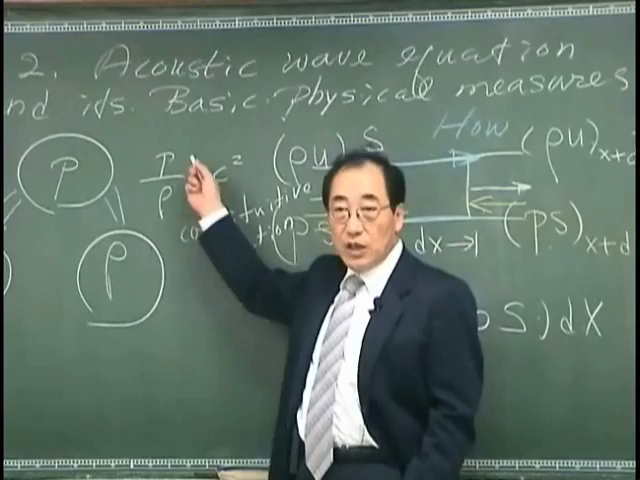 2. Acoustic wave equation
nd its Basic Physical measures
How
P
P/ρ c²
(ρu) S
(ρu)x+
ρ
dx→|
(ps)x+d
S)dX